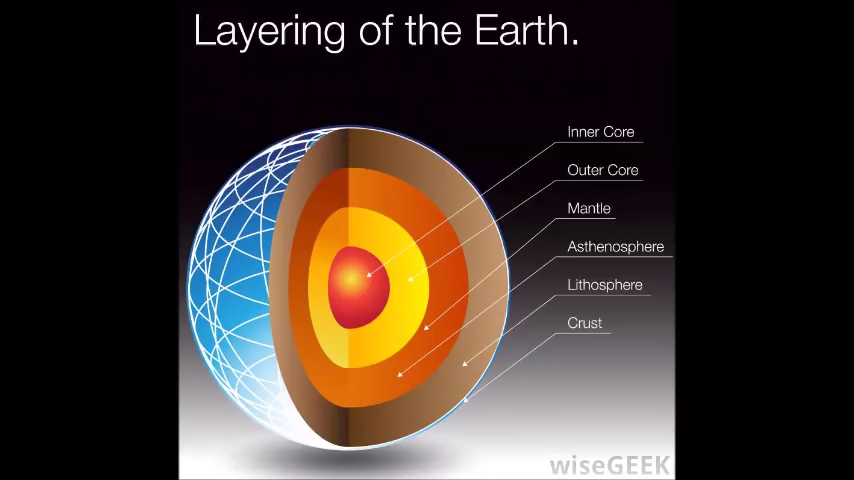 Layering of the Earth.
Inner Core
Outer Core
Mantle
Asthenosphere
Lithosphere
Crust
wiseGEEK